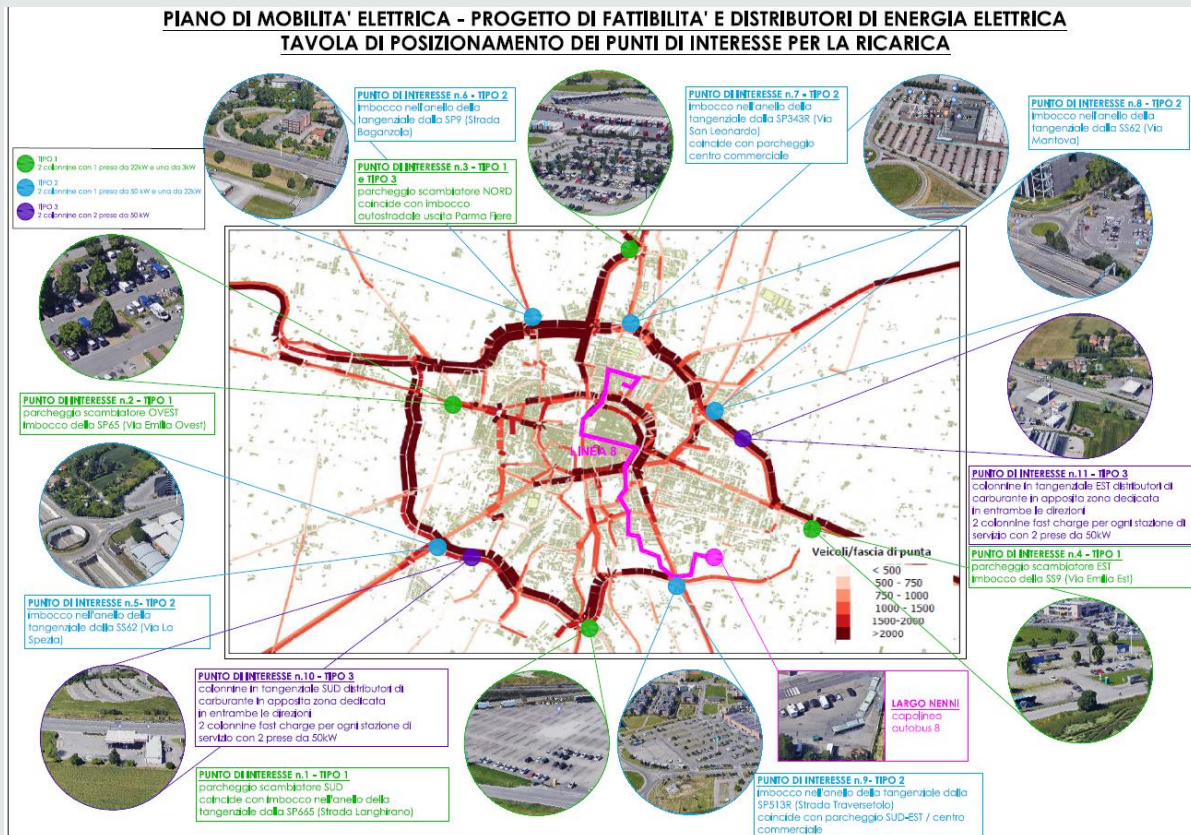 PIANO DI MOBILITA' ELETTRICA - PROGETTO DI FATTIBILITA' E DISTRIBUTORI DI ENERGIA ELETTRICA
TAVOLA DI POSIZIONAMENTO DEI PUNTI DI INTERESSE PER LA RICARICA
PUNTO DI INTERESSE n.6 - TIPO 2
imbocco nell'anello della
tangenziale dalla SP9 (Strada
Baganzola)
PUNTO DI INTERESSE n.7 - TIPO 2
imbocco nell'anello della
tangenziale dalla SP343R (Via
San Leonardo)
coincide con parcheggio
centro commerciale
PUNTO DI INTERESSE n.8 - TIPO 2
imbocco nell'anello della
tangenziale dalla SS62 (Via
Mantova)
TIPO 1
2 colonnine con 1 presa da 22kW e una da 3kW
TIPO 2
2 colonnine con 1 presa da 50 kW e una da 22kW
TIPO 3
2 colonnine con 2 prese da 50 kW
PUNTO DI INTERESSE n.3 - TIPO 1
e TIPO 3
parcheggio scambiatore NORD
coincide con imbocco
autostradale uscita Parma Fiere
PUNTO DI INTERESSE n.2 - TIPO 1
parcheggio scambiatore OVEST
imbocco della SP65 (Via Emilia Ovest)
LINEA 8
PUNTO DI INTERESSE n.11 - TIPO 3
colonnine in tangenziale EST distributori di
carburante in apposita zona dedicata
in entrambe le direzioni
2 colonnine fast charge per ogni stazione di
servizio con 2 prese da 50kW
Veicoli/fascia di punta
< 500
500 - 750
750 - 1000
1000 - 1500
1500-2000
>2000
PUNTO DI INTERESSE n.4 - TIPO 1
parcheggio scambiatore EST
imbocco della SS9 (Via Emilia Est)
PUNTO DI INTERESSE n.5- TIPO 2
imbocco nell'anello della
tangenziale dalla SS62 (Via La
Spezia)
PUNTO DI INTERESSE n.10 - TIPO 3
colonnine in tangenziale SUD distributori di
carburante in apposita zona dedicata
in entrambe le direzioni
2 colonnine fast charge per ogni stazione di
servizio con 2 prese da 50kW
LARGO NENNI
capolinea
autobus 8
PUNTO DI INTERESSE n.1 - TIPO 1
parcheggio scambiatore SUD
coincide con imbocco nell'anello della
tangenziale dalla SP665 (Strada Langhirano)
PUNTO DI INTERESSE n.9- TIPO 2
imbocco nell'anello della tangenziale dalla
SP513R (Strada Traversetolo)
coincide con parcheggio SUD-EST / centro
commerciale